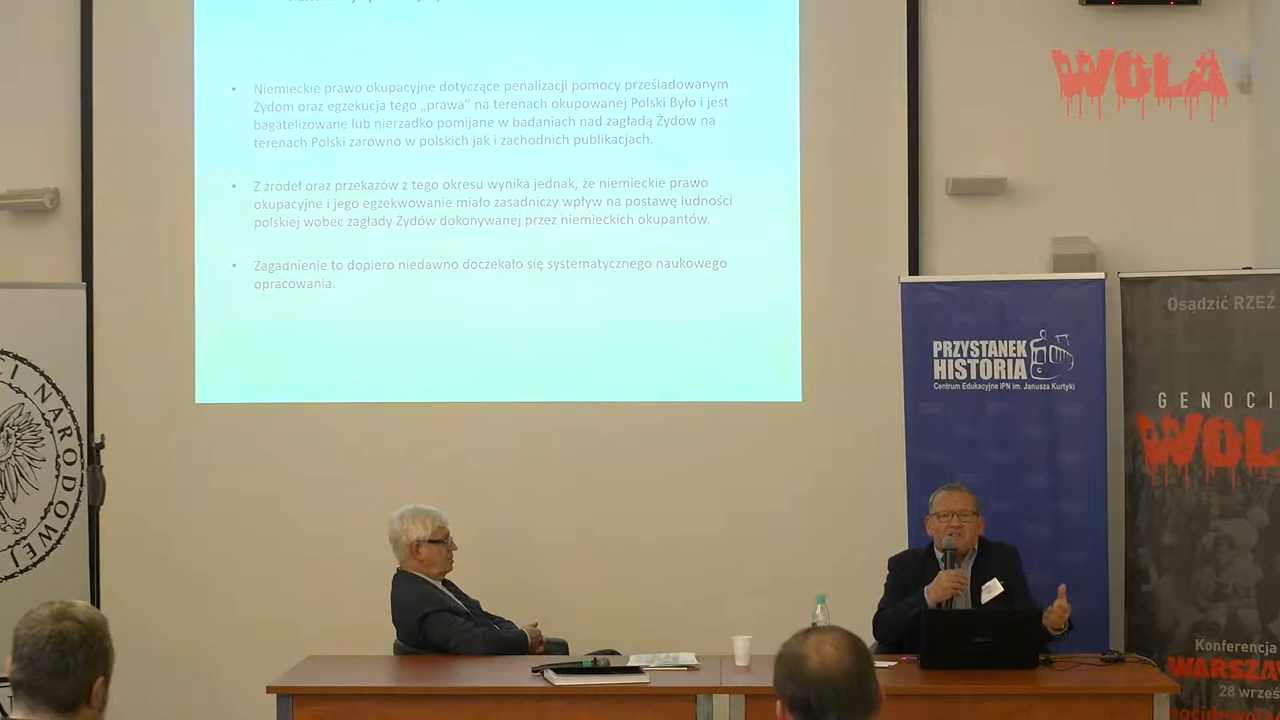 WOLA
• Niemieckie prawo okupacyjne dotyczące penalizacji pomocy prześladowanym
Żydom oraz egzekucja tego „prawa” na terenach okupowanej Polski Było i jest
bagatelizowane lub nierzadko pomijane w badaniach nad zagładą Żydów na
terenach Polski zarówno w polskich jak i zachodnich publikacjach.
• Z źródeł oraz przekazów z tego okresu wynika jednak, że niemieckie prawo
okupacyjne i jego egzekwowanie miało zasadniczy wpływ na postawę ludności
polskiej wobec zagłady Żydów dokonywanej przez niemieckich okupantów.
• Zagadnienie to dopiero niedawno doczekało się systematycznego naukowego
opracowania.
CI NARODOWEJ
PRZYSTANEK
HISTORIA
Centrum Edukacyjne IPN im. Janusza Kurtyki
Osądzić RZEŹ
GENOCI
WOL
Konferencja
WARSZA
28 wrześ